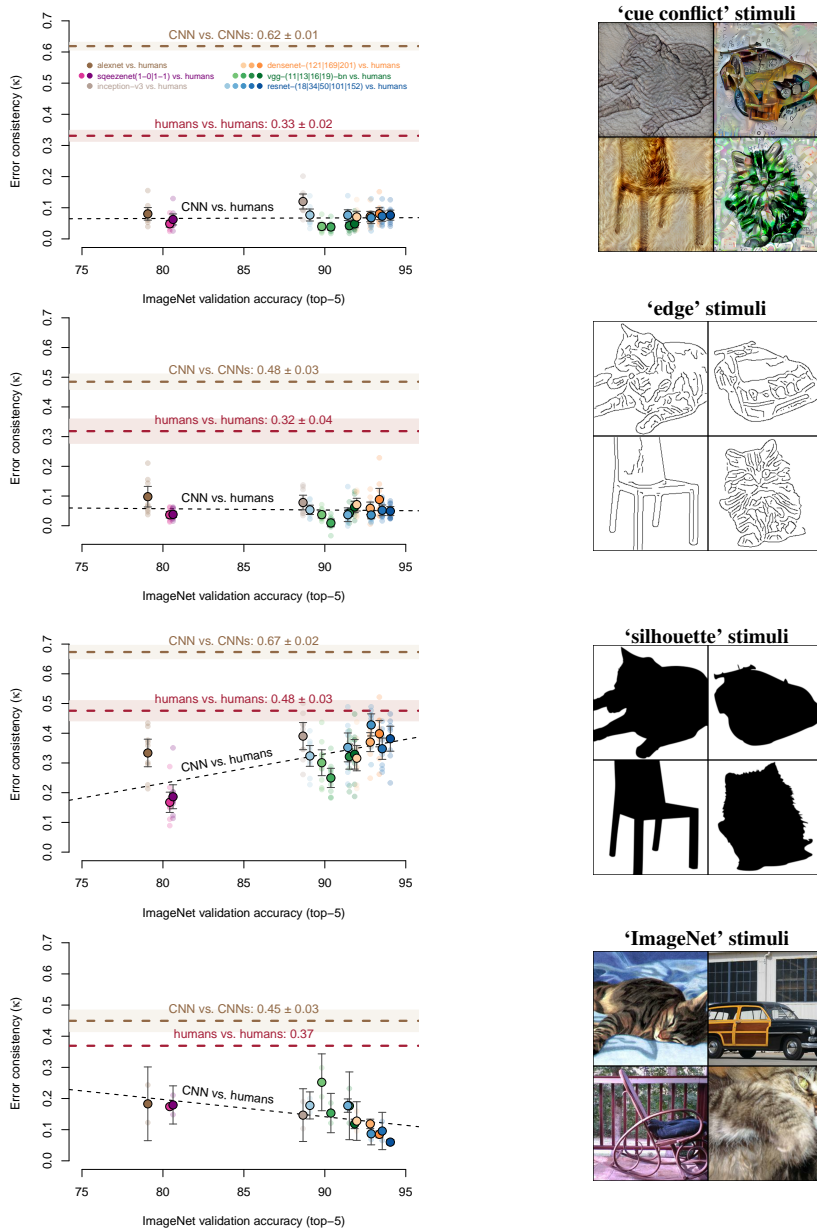 ‘cue conflict’ stimuli
0.7
0.6
0.5
0.4
0.3
0.2
0.1
0.0
Error consistency (κ)
CNN vs. CNNs: 0.62 ± 0.01
alexnet vs. humans
sqeezenet(1−0|1−1) vs. humans
inception−v3 vs. humans
densenet−(121|169|201) vs. humans
vgg−(11|13|16|19)−bn vs. humans
resnet−(18|34|50|101|152) vs. humans
humans vs. humans: 0.33 ± 0.02
CNN vs. humans
75 80 85 90 95
ImageNet validation accuracy (top−5)
‘edge’ stimuli
0.7
0.6
0.5
0.4
0.3
0.2
0.1
0.0
Error consistency (κ)
CNN vs. CNNs: 0.48 ± 0.03
humans vs. humans: 0.32 ± 0.04
CNN vs. humans
75 80 85 90 95
ImageNet validation accuracy (top−5)
‘silhouette’ stimuli
0.7
0.6
0.5
0.4
0.3
0.2
0.1
0.0
Error consistency (κ)
CNN vs. CNNs: 0.67 ± 0.02
humans vs. humans: 0.48 ± 0.03
CNN vs. humans
75 80 85 90 95
ImageNet validation accuracy (top−5)
‘ImageNet’ stimuli
0.7
0.6
0.5
0.4
0.3
0.2
0.1
0.0
Error consistency (κ)
CNN vs. CNNs: 0.45 ± 0.03
humans vs. humans: 0.37
CNN vs. humans
75 80 85 90 95
ImageNet validation accuracy (top−5)